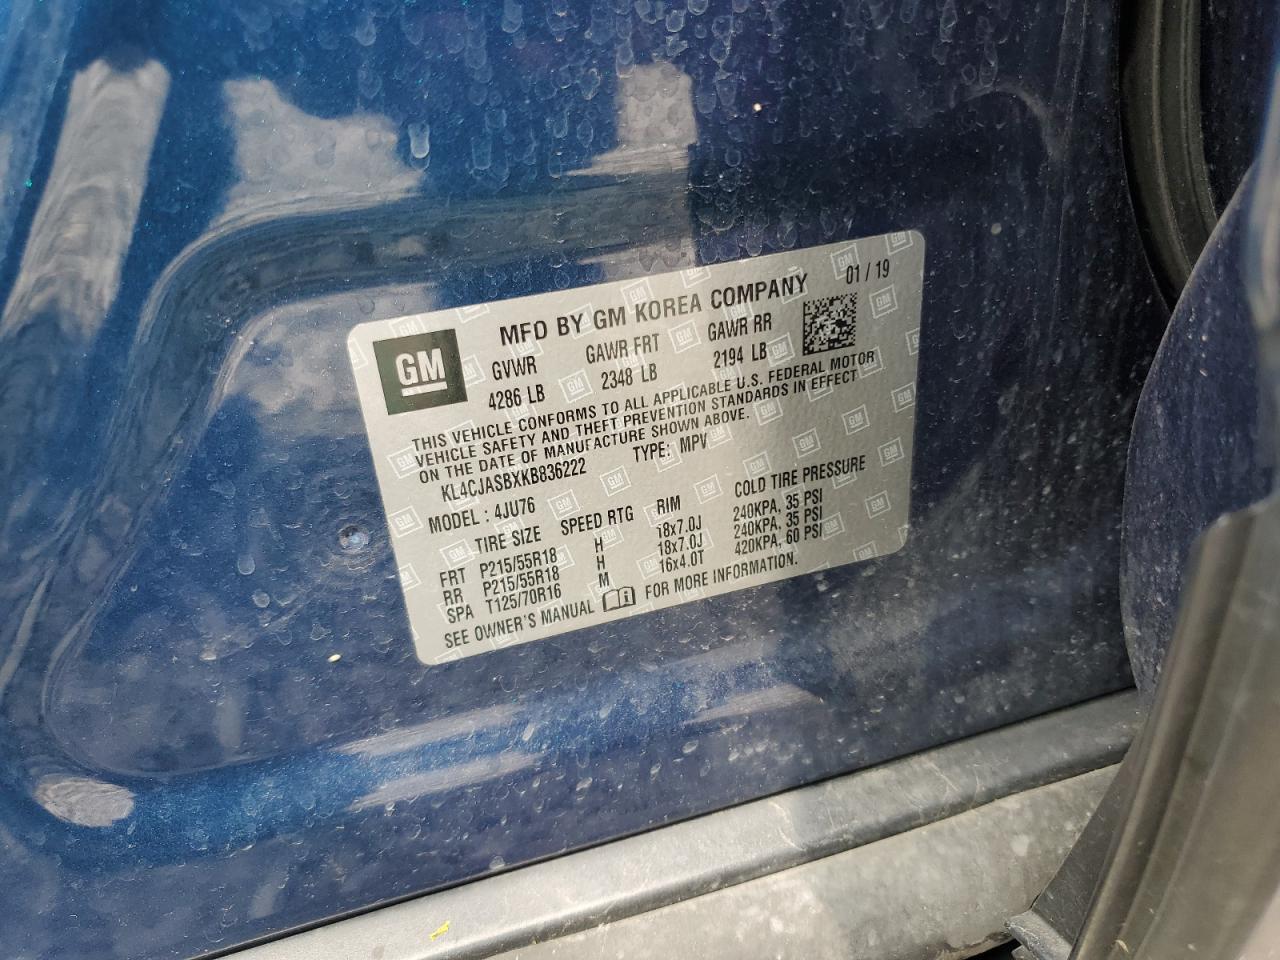 MFD BY GM KOREA COMPANY 01 / 19
GM
GVWR GAWR FRT GAWR RR
4286 LB 2348 LB 2194 LB
THIS VEHICLE CONFORMS TO ALL APPLICABLE U.S. FEDERAL MOTOR
VEHICLE SAFETY AND THEFT PREVENTION STANDARDS IN EFFECT
ON THE DATE OF MANUFACTURE SHOWN ABOVE.
KL4CJASBXKB836222 TYPE: MPV
MODEL : 4JU76
TIRE SIZE SPEED RTG RIM COLD TIRE PRESSURE
FRT P215/55R18 H 18x7.0J 240KPA, 35 PSI
RR P215/55R18 H 18x7.0J 240KPA, 35 PSI
SPA T125/70R16 M 16x4.0T 420KPA, 60 PSI
SEE OWNER'S MANUAL FOR MORE INFORMATION.